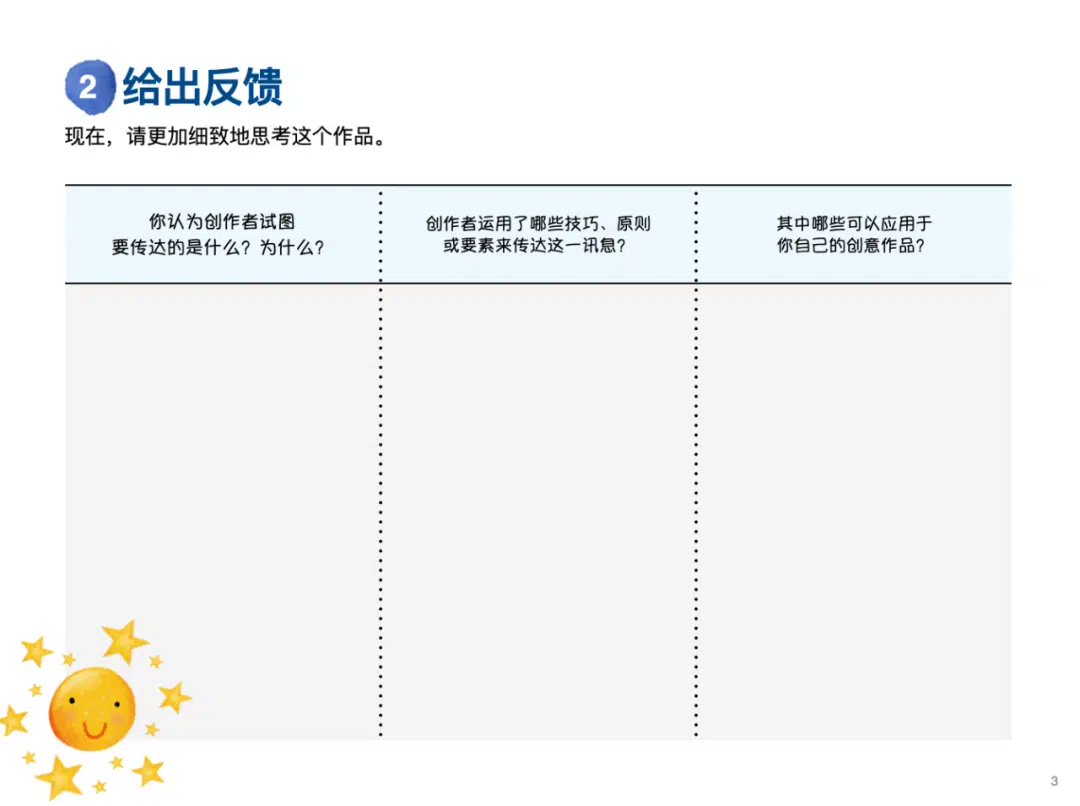 2 给出反馈
现在，请更加细致地思考这个作品。
你认为创作者试图
要传达的是什么？为什么？
创作者运用了哪些技巧、原则
或要素来传达这一讯息？
其中哪些可以应用于
你自己的创意作品？
3